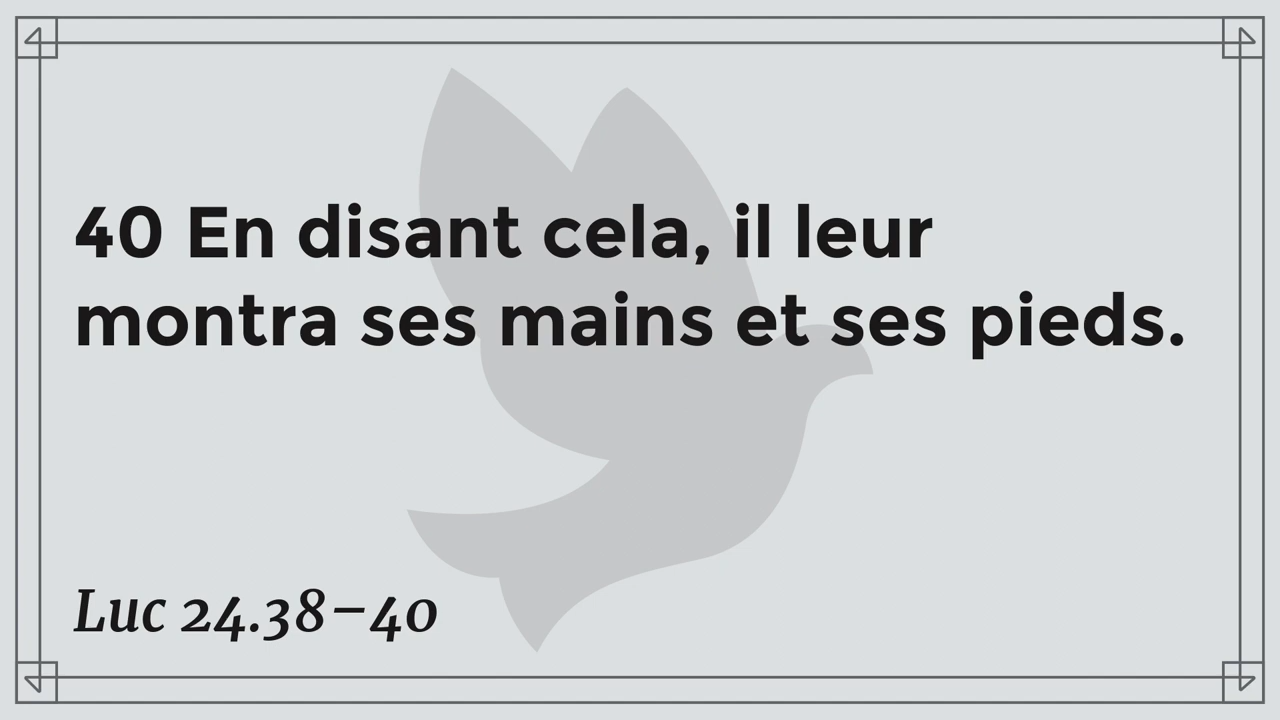 40 En disant cela, il leur
montra ses mains et ses pieds.
Luc 24.38–40